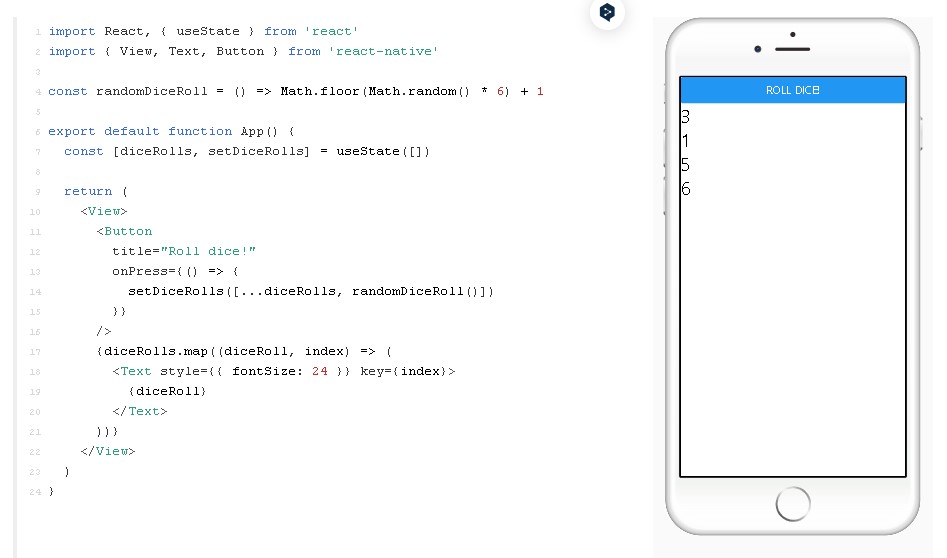 1 import React, { useState } from 'react'
2 import { View, Text, Button } from 'react-native'
3
4 const randomDiceRoll = () => Math.floor(Math.random() * 6) + 1
5
6 export default function App() {
7   const [diceRolls, setDiceRolls] = useState([])
8
9   return (
10     <View>
11       <Button
12         title="Roll dice!"
13         onPress={() => {
14           setDiceRolls([...diceRolls, randomDiceRoll()])
15         }}
16       />
17       {diceRolls.map((diceRoll, index) => (
18         <Text style={{ fontSize: 24 }} key={index}>
19           {diceRoll}
20         </Text>
21       ))}
22     </View>
23   )
24 }
ROLL DICE!
3
1
5
6